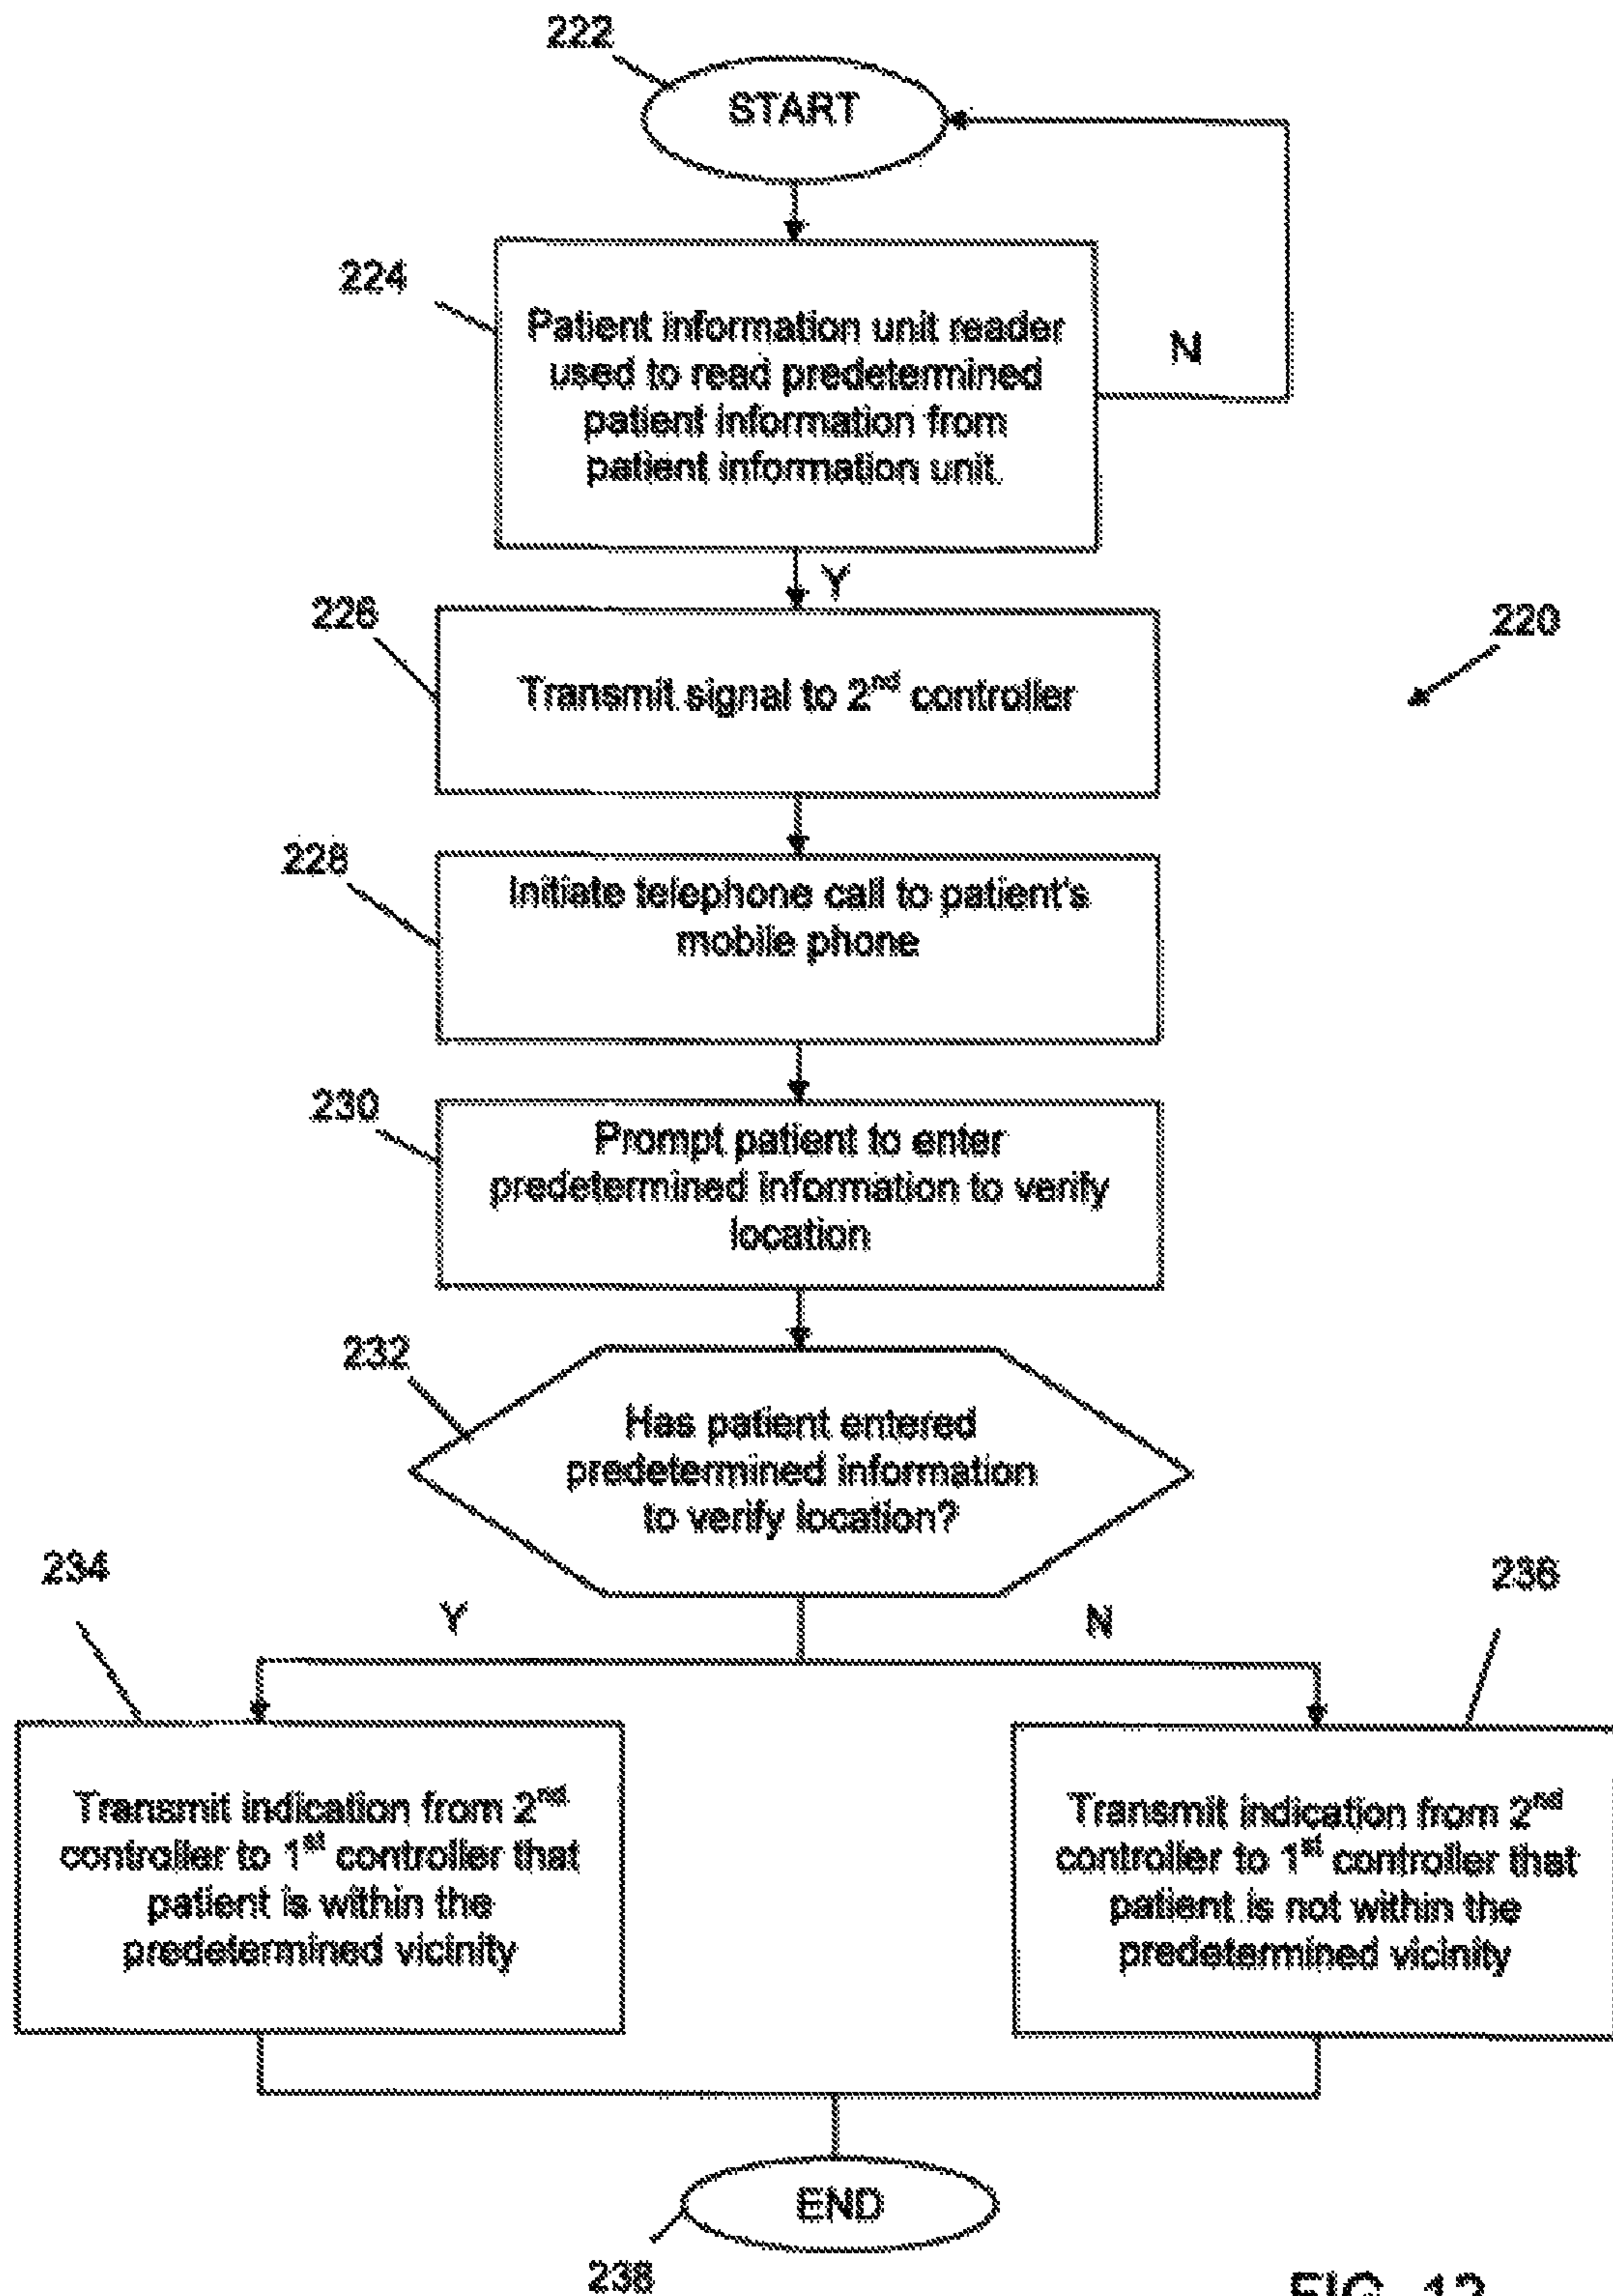 222
START
224
Patient information unit reader
used to read predetermined
patient information from
patient information unit.
N
Y
226
Transmit signal to 2nd controller
220
228
Initiate telephone call to patient's
mobile phone
230
Prompt patient to enter
predetermined information to verify
location
232
Has patient entered
predetermined information
to verify location?
234
236
Y
N
Transmit indication from 2nd
controller to 1st controller that
patient is within the
predetermined vicinity
Transmit indication from 2nd
controller to 1st controller that
patient is not within the
predetermined vicinity
END
238